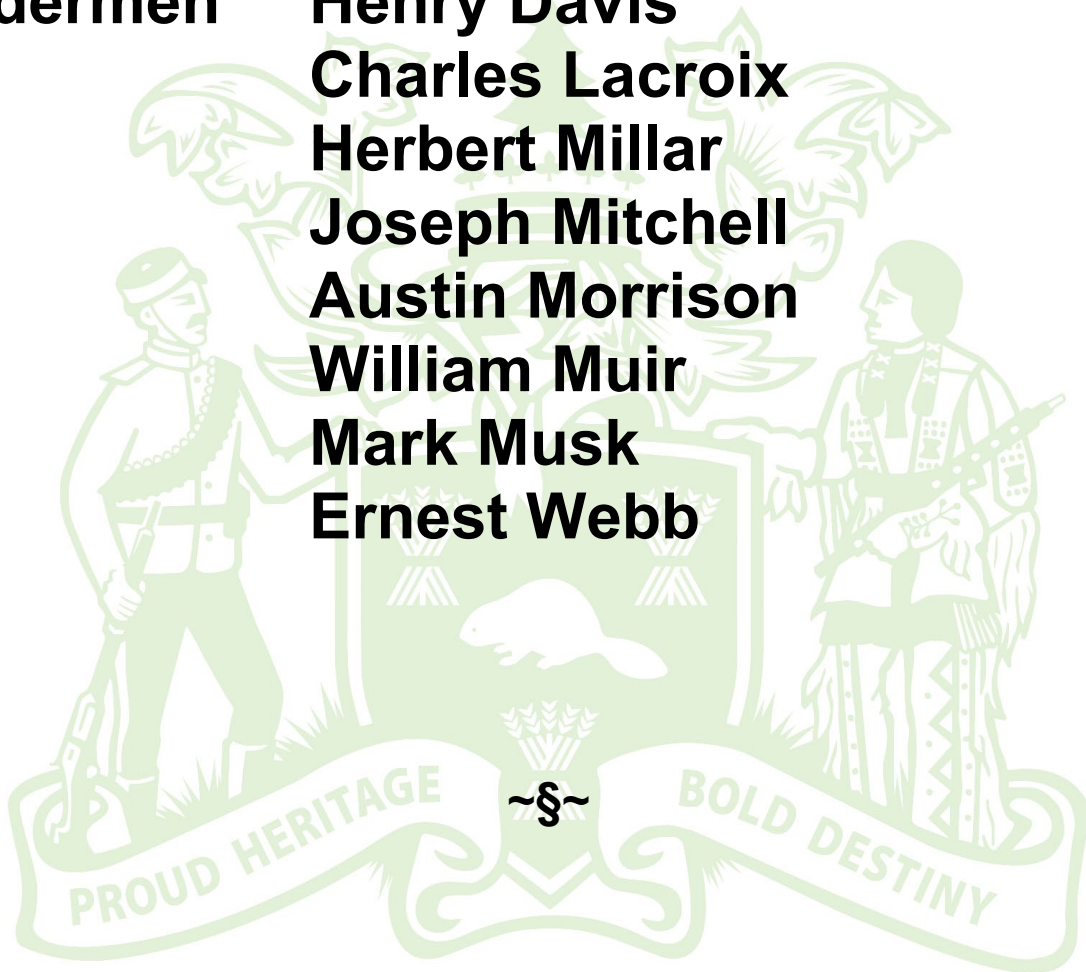 dermen Henry Davis
Charles Lacroix
Herbert Millar
Joseph Mitchell
Austin Morrison
William Muir
Mark Musk
Ernest Webb
~§~
PROUD HERITAGE BOLD DESTINY